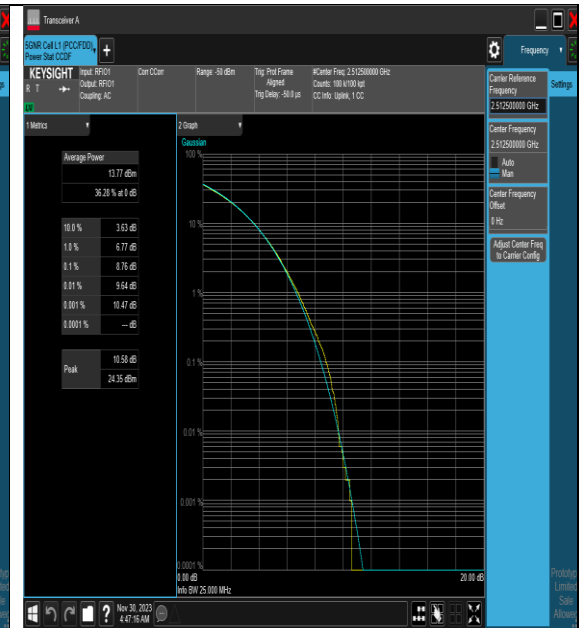 Transceiver A
5GNR Cell L1 (PCC/FDD),
Power Stat CCDF
Frequency
KEYSIGHT
R T
Input: RFIO1
Output: RFIO1
Coupling: AC
Corr CCorr
Range: -50 dBm
Trig: Prot Frame
Aligned
Trig Delay: -50.0 µs
#Center Freq: 2.512500000 GHz
Counts: 100 k/100 kpt
CC Info: Uplink, 1 CC
Carrier Reference
Frequency
2.512500000 GHz
Settings
Center Frequency
2.512500000 GHz
Auto
Man
Center Frequency
Offset
0 Hz
Adjust Center Freq
to Carrier Config
1 Metrics
Average Power
13.77 dBm
36.28 % at 0 dB
10.0 % 3.63 dB
1.0 % 6.77 dB
0.1 % 8.76 dB
0.01 % 9.64 dB
0.001 % 10.47 dB
0.0001 % --- dB
Peak
10.58 dB
24.35 dBm
2 Graph
Gaussian
100 %
10 %
1 %
0.1 %
0.01 %
0.001 %
0.0001 %
0.00 dB
20.00 dB
Info BW 25.000 MHz
Nov 30, 2023
4:47:16 AM